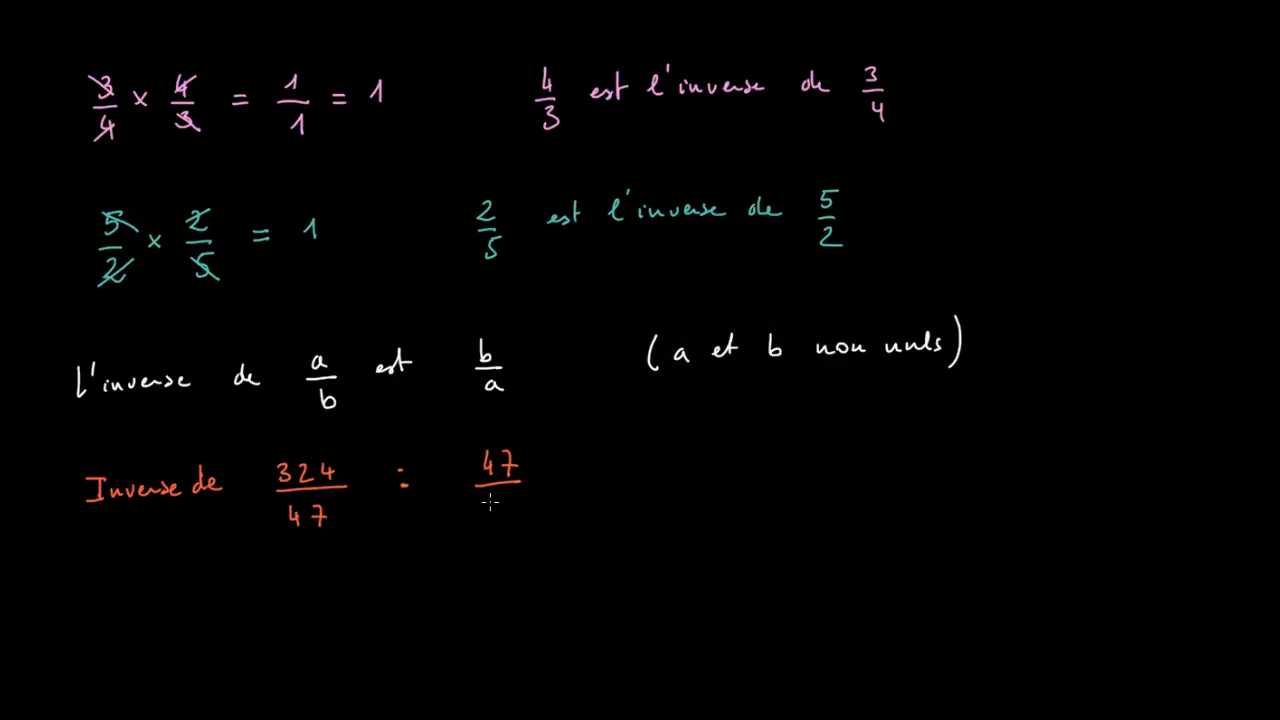 3/4 × 4/3 = 1/1 = 1 4/3 est l'inverse de 3/4
5/2 × 2/5 = 1 2/5 est l'inverse de 5/2
l'inverse de a/b est b/a (a et b non nuls)
Inverse de 324/47 : 47/